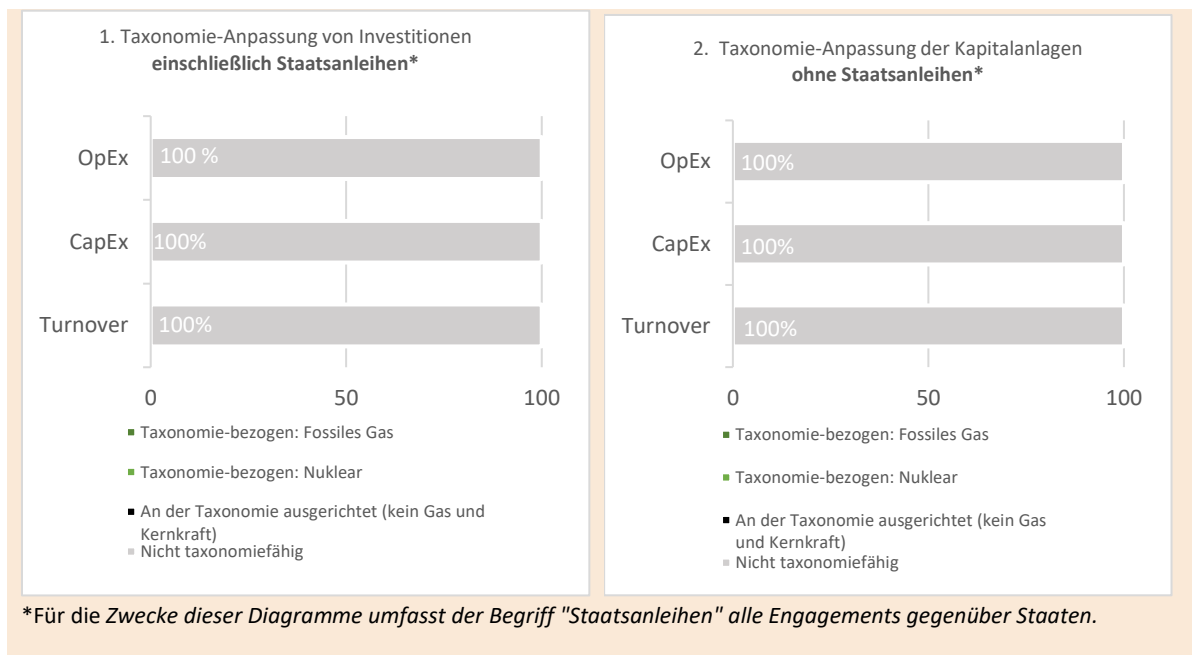 1. Taxonomie-Anpassung von Investitionen
einschließlich Staatsanleihen*
OpEx
100 %
CapEx
100%
Turnover
100%
0 50 100
Taxonomie-bezogen: Fossiles Gas
Taxonomie-bezogen: Nuklear
An der Taxonomie ausgerichtet (kein Gas und
Kernkraft)
Nicht taxonomiefähig
2. Taxonomie-Anpassung der Kapitalanlagen
ohne Staatsanleihen*
OpEx
100%
CapEx
100%
Turnover
100%
0 50 100
Taxonomie-bezogen: Fossiles Gas
Taxonomie-bezogen: Nuklear
An der Taxonomie ausgerichtet (kein Gas
und Kernkraft)
Nicht taxonomiefähig
*Für die Zwecke dieser Diagramme umfasst der Begriff "Staatsanleihen" alle Engagements gegenüber Staaten.